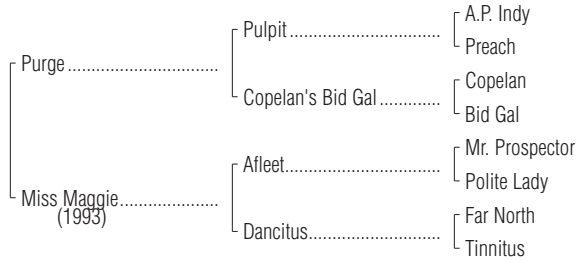 A.P. Indy
Pulpit
Preach
Purge
Copelan
Copelan's Bid Gal
Bid Gal
Mr. Prospector
Afleet
Polite Lady
Miss Maggie
(1993)
Far North
Dancitus
Tinnitus